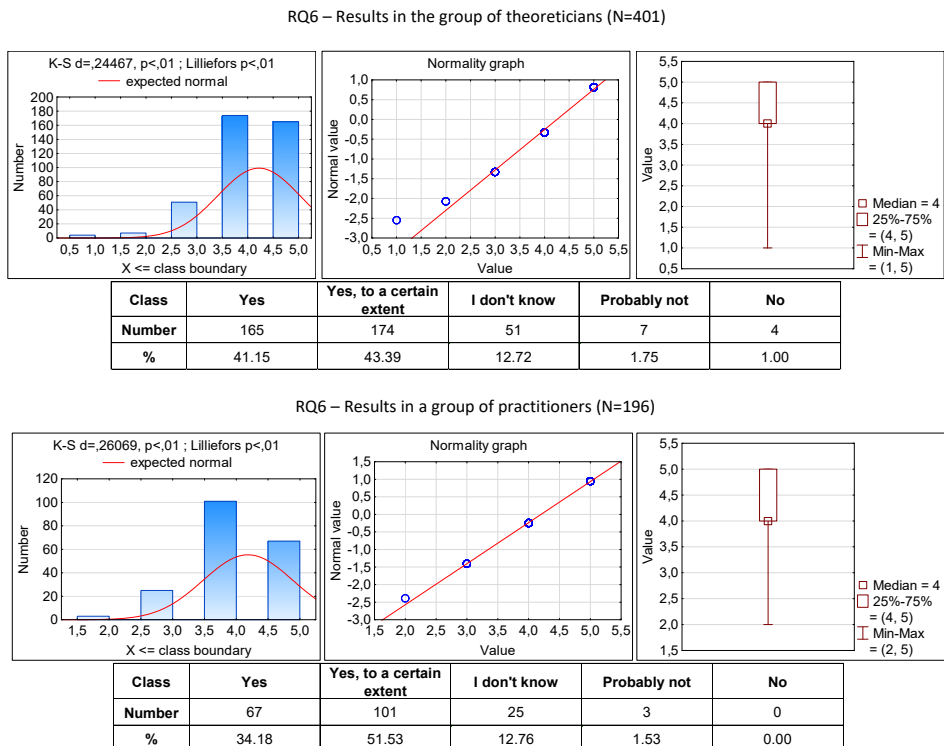 RQ6 – Results in the group of theoreticians (N=401)
K-S d=,24467, p<,01 ; Lilliefors p<,01
expected normal
Number
200
180
160
140
120
100
80
60
40
20
0
0,5 1,0 1,5 2,0 2,5 3,0 3,5 4,0 4,5 5,0
X <= class boundary
Normality graph
Normal value
1,0
0,5
0,0
-0,5
-1,0
-1,5
-2,0
-2,5
-3,0
0,5 1,0 1,5 2,0 2,5 3,0 3,5 4,0 4,5 5,0 5,5
Value
Value
5,5
5,0
4,5
4,0
3,5
3,0
2,5
2,0
1,5
1,0
0,5
Median = 4
25%-75%
= (4, 5)
Min-Max
= (1, 5)
Class Yes Yes, to a certain extent I don't know Probably not No
Number 165 174 51 7 4
% 41.15 43.39 12.72 1.75 1.00
RQ6 – Results in a group of practitioners (N=196)
K-S d=,26069, p<,01 ; Lilliefors p<,01
expected normal
Number
120
100
80
60
40
20
0
1,5 2,0 2,5 3,0 3,5 4,0 4,5 5,0
X <= class boundary
Normality graph
Normal value
1,5
1,0
0,5
0,0
-0,5
-1,0
-1,5
-2,0
-2,5
-3,0
1,5 2,0 2,5 3,0 3,5 4,0 4,5 5,0 5,5
Value
Value
5,5
5,0
4,5
4,0
3,5
3,0
2,5
2,0
1,5
Median = 4
25%-75%
= (4, 5)
Min-Max
= (2, 5)
Class Yes Yes, to a certain extent I don't know Probably not No
Number 67 101 25 3 0
% 34.18 51.53 12.76 1.53 0.00